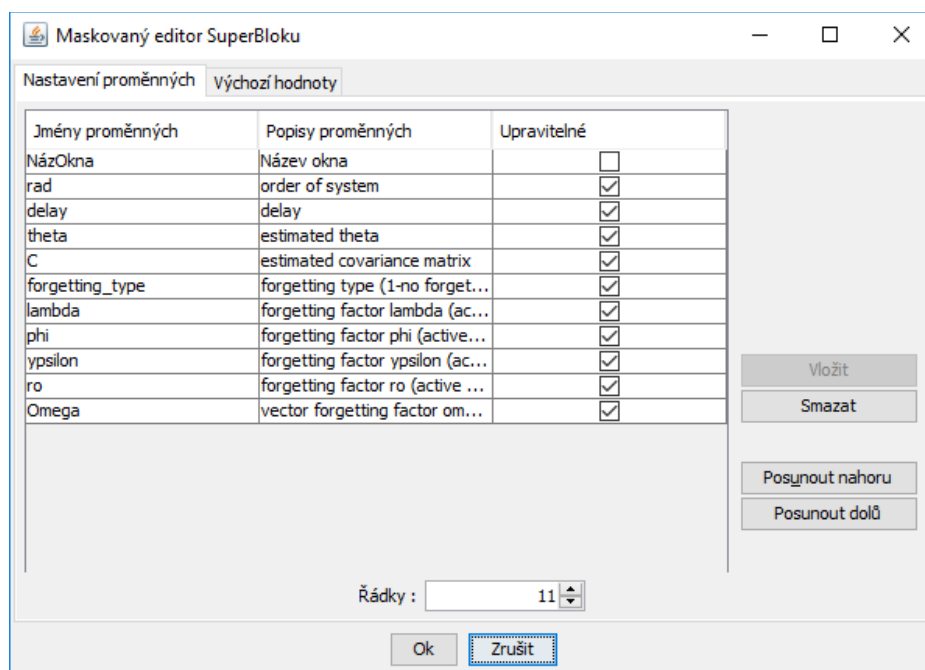 Maskovaný editor SuperBloku
Nastavení proměnných Výchozí hodnoty
Jmény proměnných Popisy proměnných Upravitelné
NázOkna Název okna
rad order of system
delay delay
theta estimated theta
C estimated covariance matrix
forgetting_type forgetting type (1-no forget...
lambda forgetting factor lambda (ac...
phi forgetting factor phi (active...
ypsilon forgetting factor ypsilon (ac...
ro forgetting factor ro (active ...
Omega vector forgetting factor om...
Vložit
Smazat
Posunout nahoru
Posunout dolů
Řádky : 11
Ok Zrušit